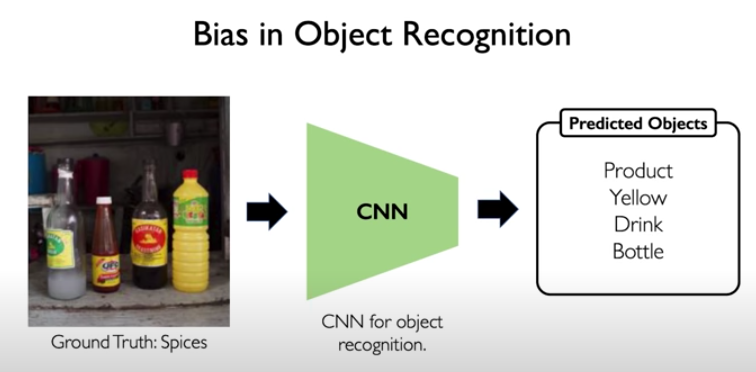 Bias in Object Recognition
Ground Truth: Spices
CNN
CNN for object
recognition.
Predicted Objects
Product
Yellow
Drink
Bottle